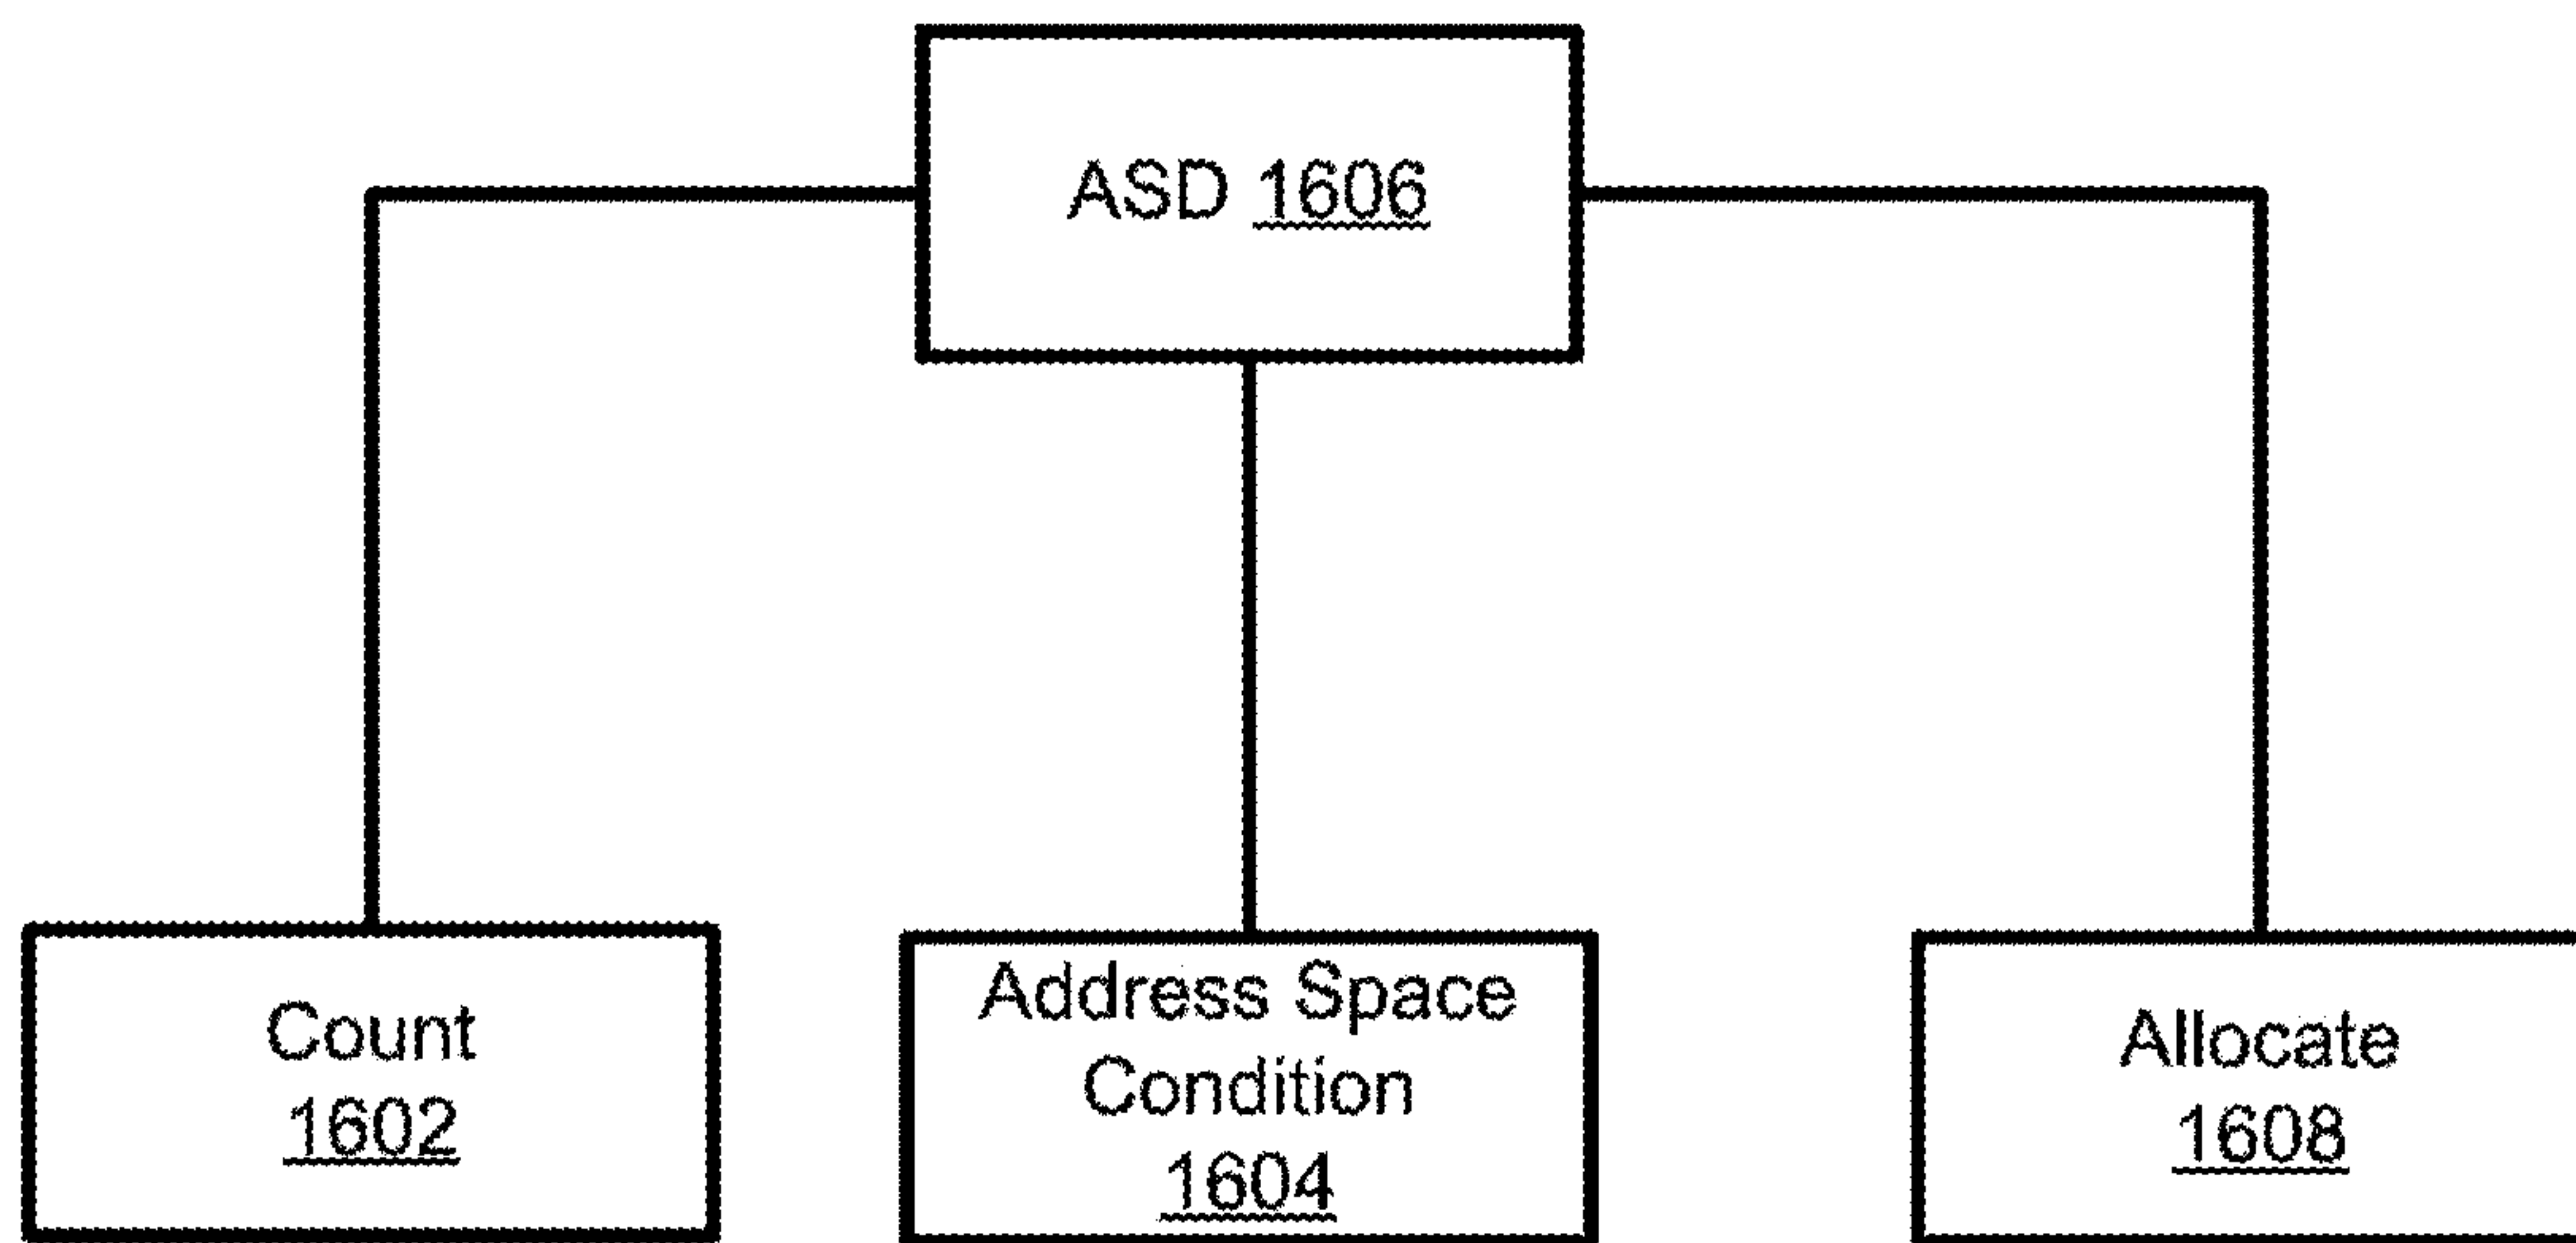 ASD 1606
Count
1602
Address Space
Condition
1604
Allocate
1608